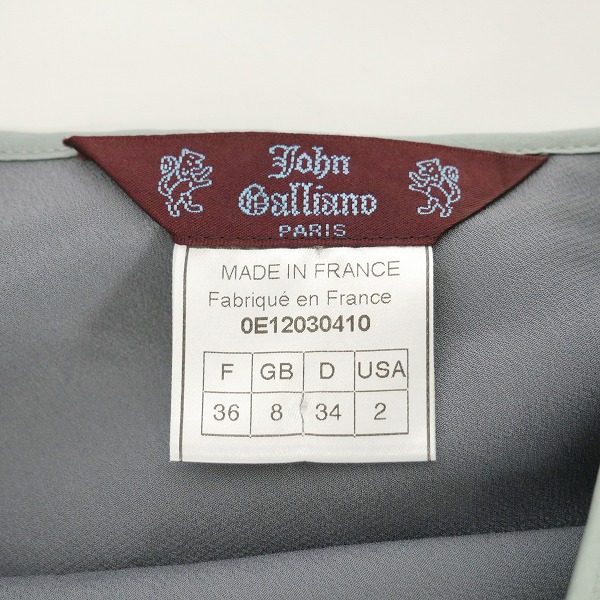 John
Galliano
PARIS
MADE IN FRANCE
Fabriqué en France
0E12030410
F GB D USA
36 8 34 2